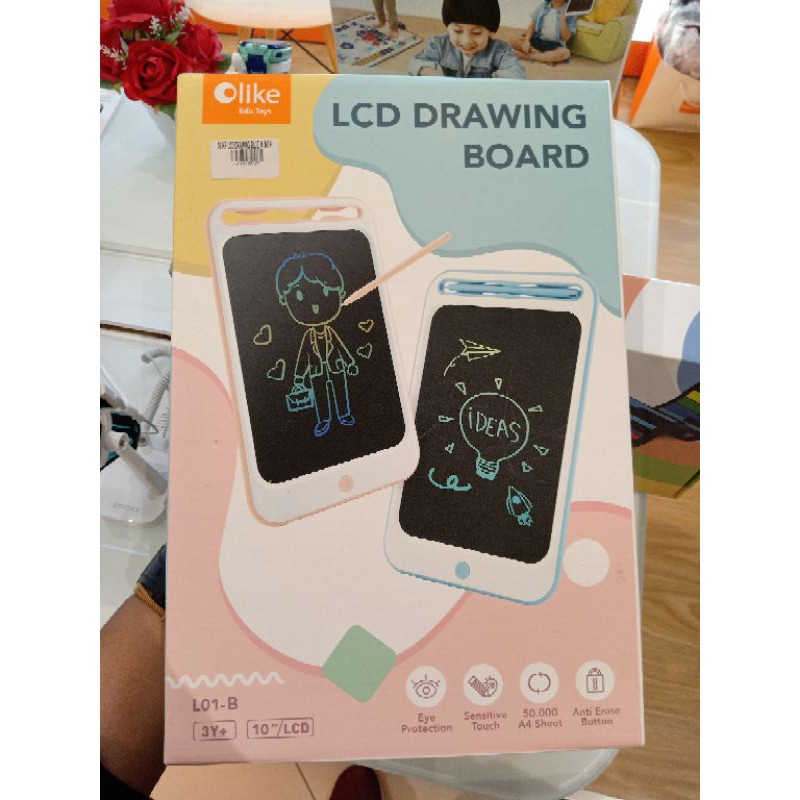 Olike
Edu Toys
LCD DRAWING
BOARD
iDEAS
L01-B
3Y+
10"/LCD
Eye
Protection
Sensitive
Touch
50.000
A4 Sheet
Anti Erase
Button